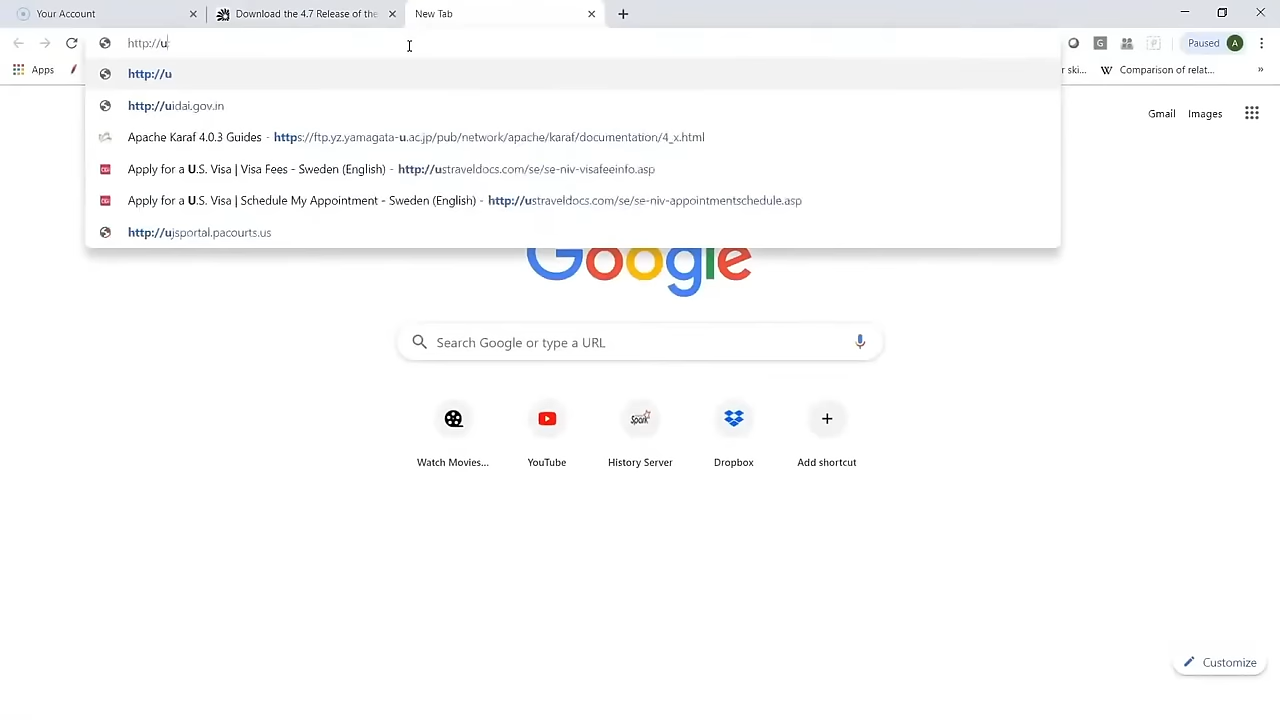 Your Account
Download the 4.7 Release of the
New Tab
http://u
G
Paused
A
Apps
r ski...
W Comparison of relat...
»
http://u
http://uidai.gov.in
Apache Karaf 4.0.3 Guides - https://ftp.yz.yamagata-u.ac.jp/pub/network/apache/karaf/documentation/4_x.html
Apply for a U.S. Visa | Visa Fees - Sweden (English) - http://ustraveldocs.com/se/se-niv-visafeeinfo.asp
Apply for a U.S. Visa | Schedule My Appointment - Sweden (English) - http://ustraveldocs.com/se/se-niv-appointmentschedule.asp
http://ujsportal.pacourts.us
Gmail
Images
Google
Search Google or type a URL
Spark
Watch Movies...
YouTube
History Server
Dropbox
Add shortcut
Customize